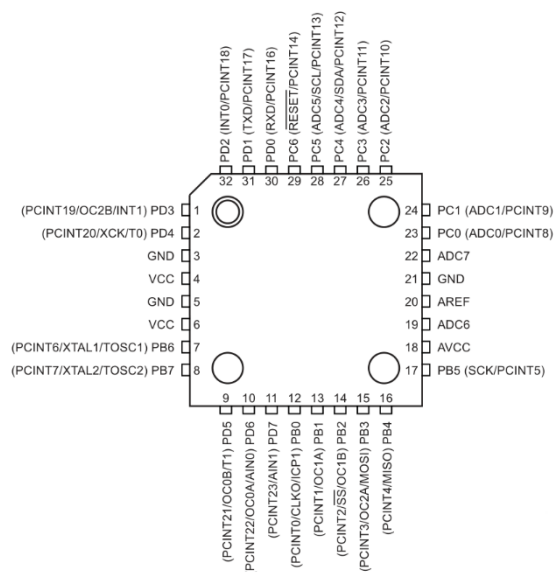 PD2 (INT0/PCINT18)
PD1 (TXD/PCINT17)
PD0 (RXD/PCINT16)
PC6 (RESET/PCINT14)
PC5 (ADC5/SCL/PCINT13)
PC4 (ADC4/SDA/PCINT12)
PC3 (ADC3/PCINT11)
PC2 (ADC2/PCINT10)
32 31 30 29 28 27 26 25
(PCINT19/OC2B/INT1) PD3 1
(PCINT20/XCK/T0) PD4 2
GND 3
VCC 4
GND 5
VCC 6
(PCINT6/XTAL1/TOSC1) PB6 7
(PCINT7/XTAL2/TOSC2) PB7 8
24 PC1 (ADC1/PCINT9)
23 PC0 (ADC0/PCINT8)
22 ADC7
21 GND
20 AREF
19 ADC6
18 AVCC
17 PB5 (SCK/PCINT5)
9 10 11 12 13 14 15 16
(PCINT21/OC0B/T1) PD5
PCINT22/OC0A/AIN0) PD6
(PCINT23/AIN1) PD7
(PCINT0/CLKO/ICP1) PB0
(PCINT1/OC1A) PB1
(PCINT2/SS/OC1B) PB2
(PCINT3/OC2A/MOSI) PB3
(PCINT4/MISO) PB4